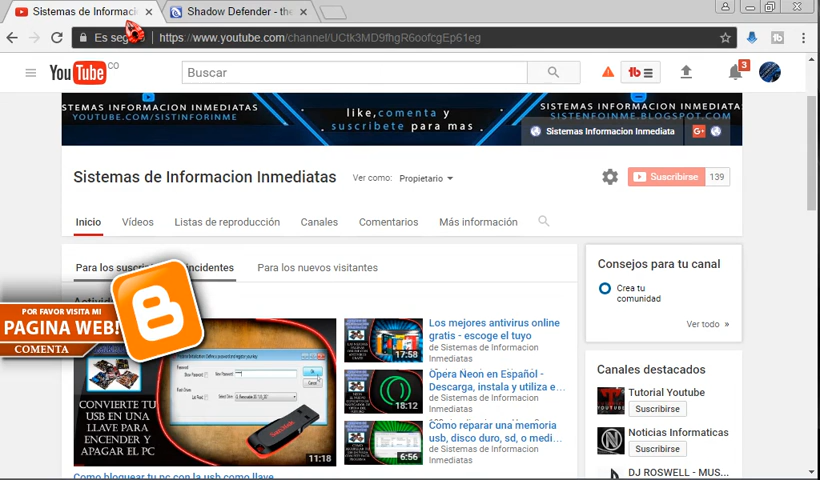 Sistemas de Informaci
Shadow Defender - the
Es seg
https://www.youtube.com/channel/UCtk3MD9fhgR6oofcgEp61eg
YouTube CO
Buscar
tb
3
SISTEMAS INFORMACION INMEDIATAS
YOUTUBE.COM/SISTINFORINME
like,comenta y
suscribete para mas
SISTEMAS INFORMACION INMEDIATAS
SISTENFOINME.BLOGSPOT.COM
Sistemas Informacion Inmediata
G+
Sistemas de Informacion Inmediatas
Ver como: Propietario
Suscribirse 139
Inicio
Vídeos
Listas de reproducción
Canales
Comentarios
Más información
Para los suscri
incidentes
Para los nuevos visitantes
Consejos para tu canal
Crea tu
comunidad
Ver todo »
POR FAVOR VISITA MI
PAGINA WEB!
COMENTA
B
CONVIERTE TU
USB EN UNA
LLAVE PARA
ENCENDER Y
APAGAR EL PC
SanDisk
11:18
Como bloquear tu pc con la usb como llave
17:58
Los mejores antivirus online
gratis - escoge el tuyo
de Sistemas de Informacion
Inmediatas
18:12
Opera Neon en Español -
Descarga, instala y utiliza e...
de Sistemas de Informacion
Inmediatas
6:56
Como reparar una memoria
usb, disco duro, sd, o medi...
de Sistemas de Informacion
Inmediatas
Canales destacados
Tutorial Youtube
Suscribirse
Noticias Informaticas
Suscribirse
DJ ROSWELL - MUS...